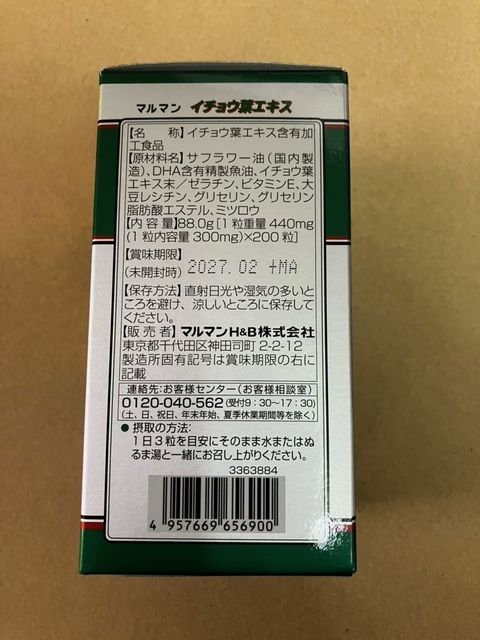 マルマン イチョウ葉エキス
【名　　称】イチョウ葉エキス含有加
工食品
【原材料名】サフラワー油(国内製
造)、DHA含有精製魚油、イチョウ葉
エキス末/ゼラチン、ビタミンE、大
豆レシチン、グリセリン、グリセリン
脂肪酸エステル、ミツロウ
【内 容 量】88.0g[1粒重量 440mg
(1粒内容量 300mg)×200粒]
【賞味期限】
(未開封時) 2027.02 +MA
【保存方法】直射日光や湿気の多いと
ころを避け、涼しいところに保存して
ください。
【販 売 者】マルマンH&B株式会社
東京都千代田区神田司町 2-2-12
製造所固有記号は賞味期限の右に
記載
連絡先:お客様センター(お客様相談室)
0120-040-562(受付9:30〜17:30)
(土、日、祝日、年末年始、夏季休業期間等を除く)
● 摂取の方法:
1日3粒を目安にそのまま水またはぬ
るま湯と一緒にお召し上がりください。
3363884
4 957669 656900